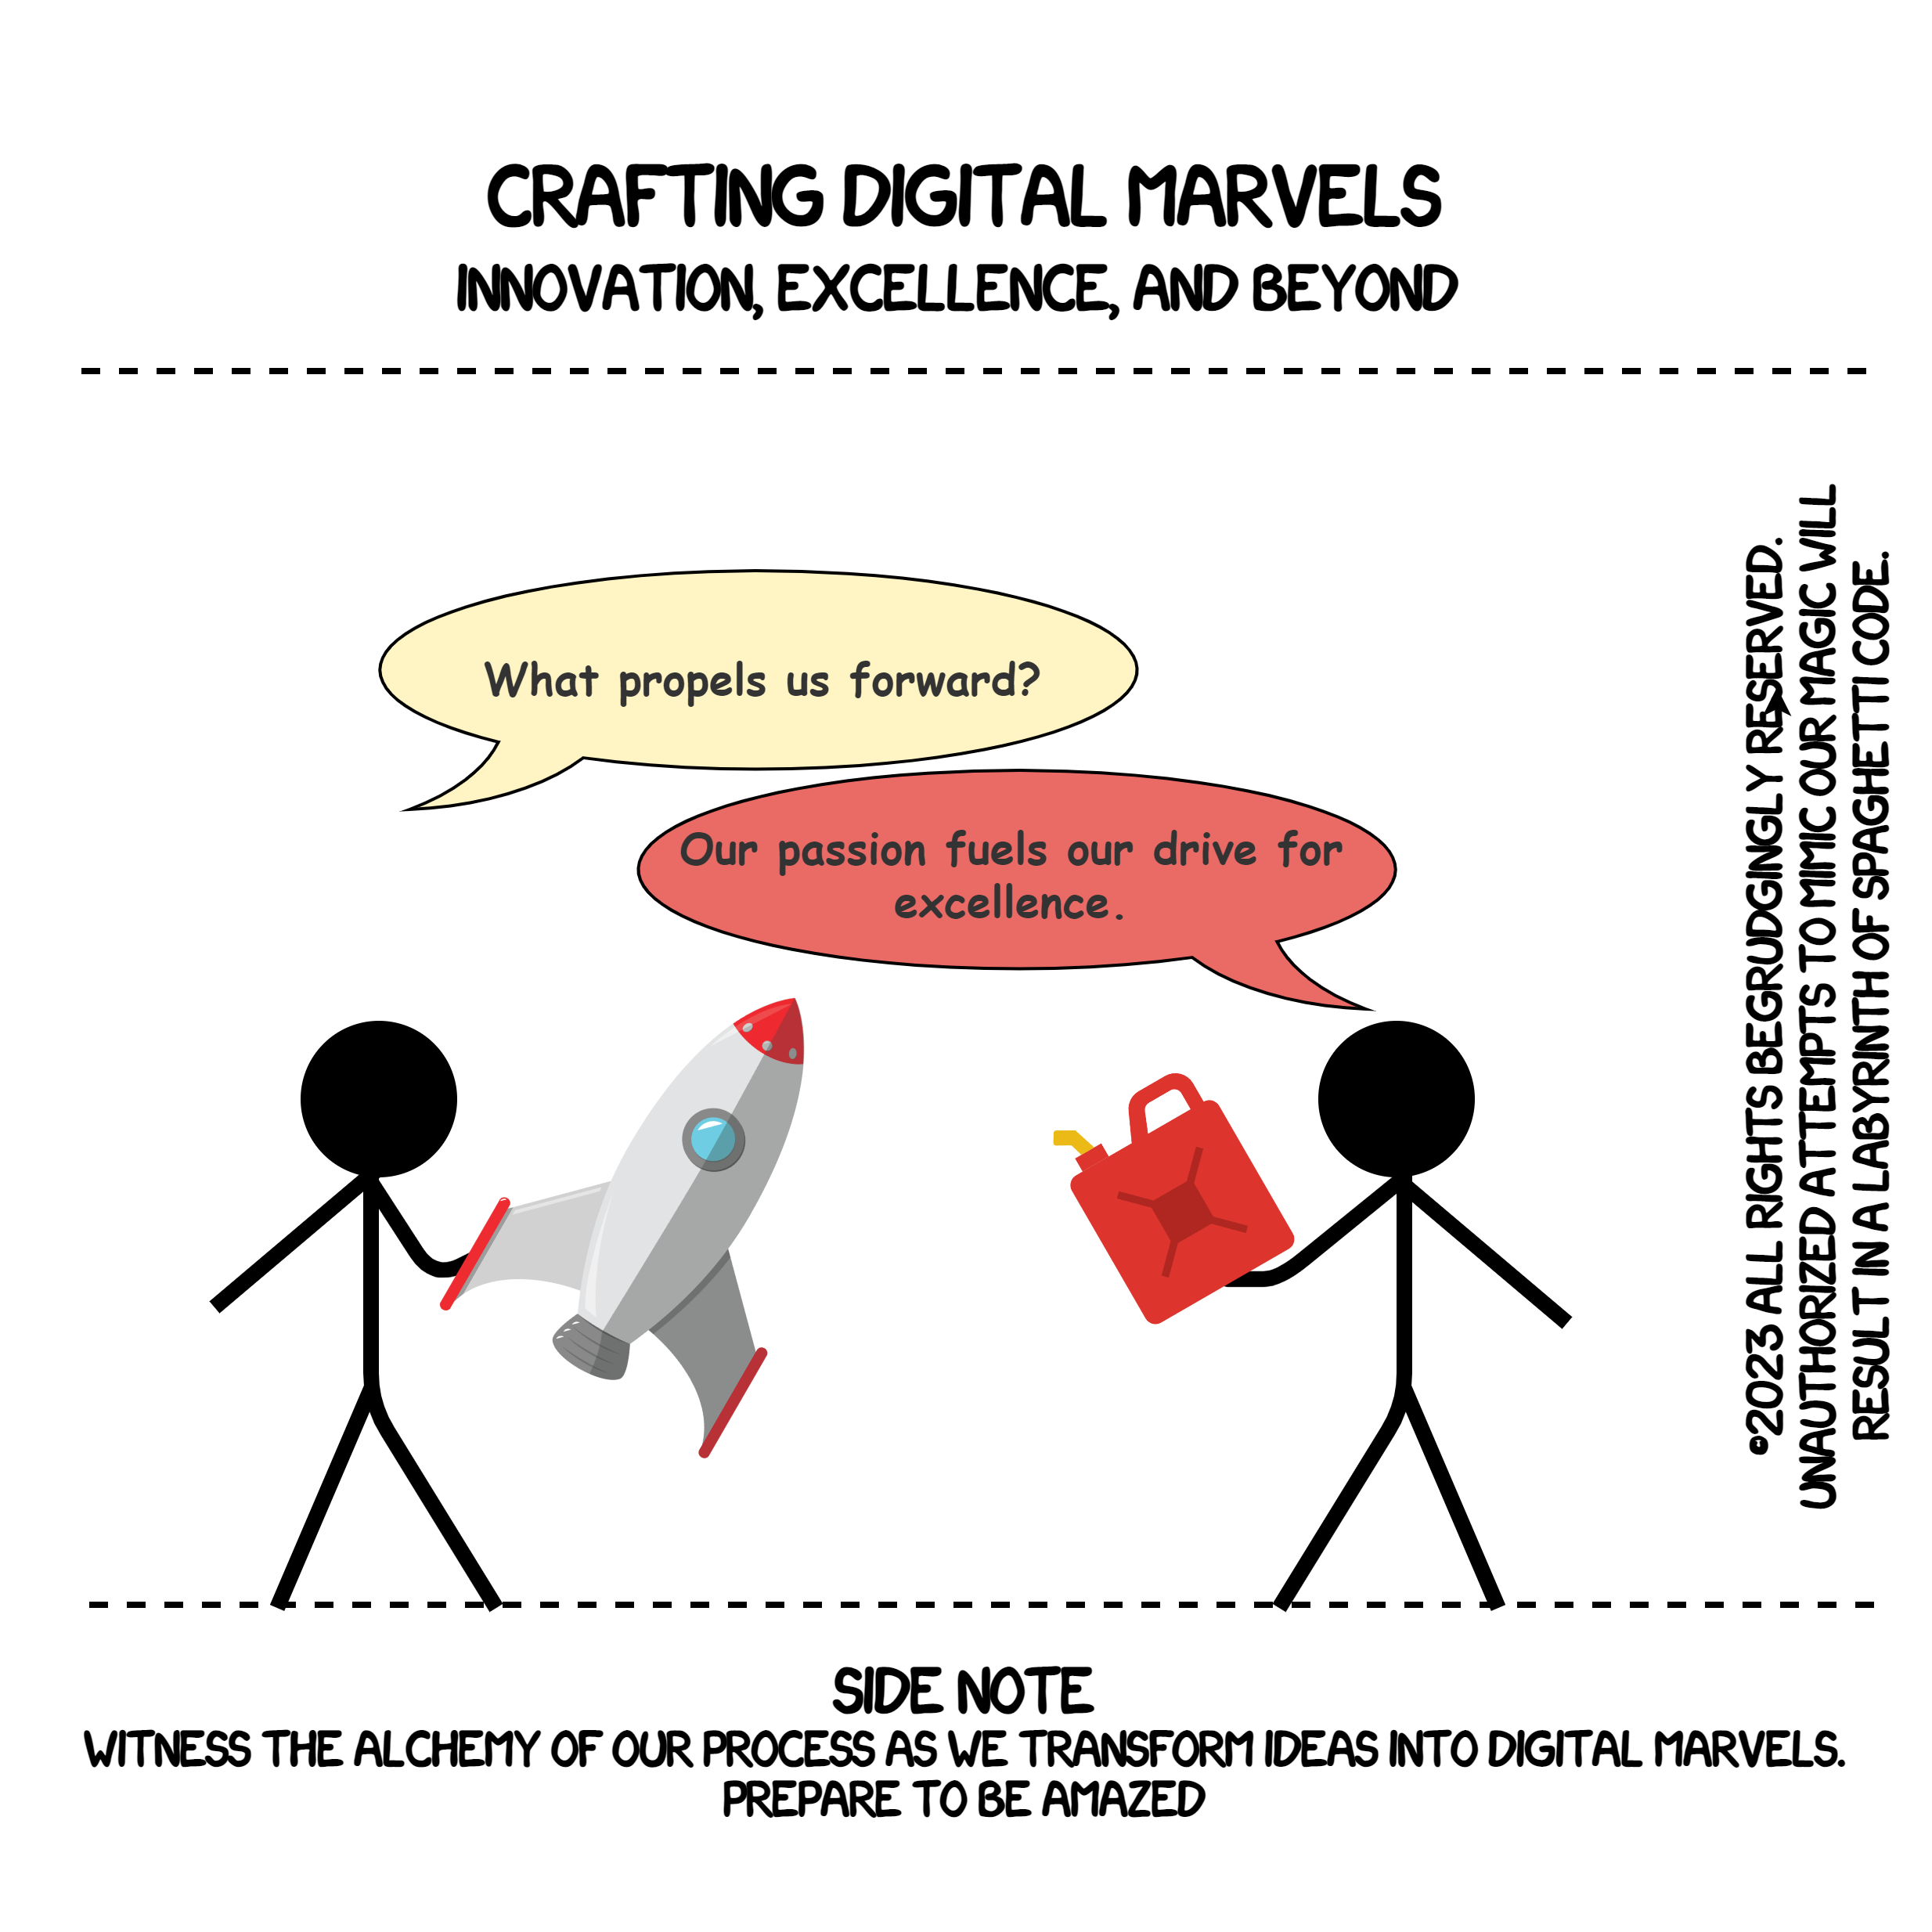 CRAFTING DIGITAL MARVELS
INNOVATION, EXCELLENCE, AND BEYOND
What propels us forward?
Our passion fuels our drive for
excellence.
©2023 ALL RIGHTS BEGRUDGINGLY RESERVED.
UNAUTHORIZED ATTEMPTS TO MIMIC OUR MAGIC WILL
RESULT IN A LABYRINTH OF SPAGHETTI CODE.
SIDE NOTE
WITNESS THE ALCHEMY OF OUR PROCESS AS WE TRANSFORM IDEAS INTO DIGITAL MARVELS.
PREPARE TO BE AMAZED